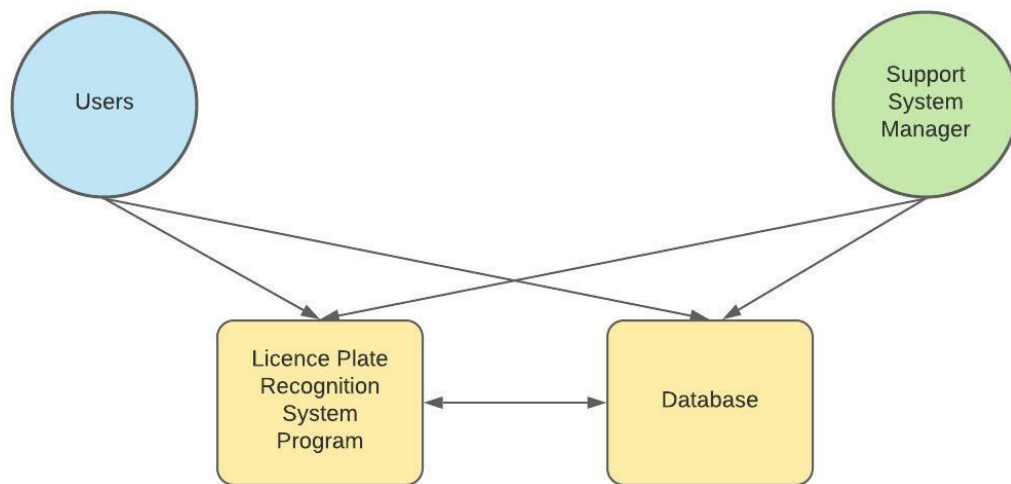 Users
Support
System
Manager
Licence Plate
Recognition
System
Program
Database